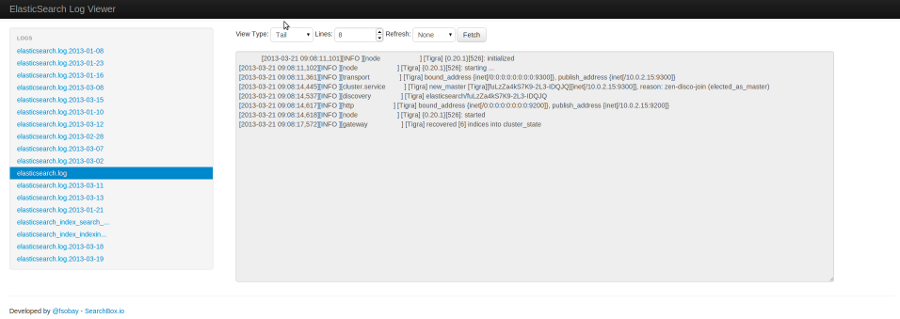 ElasticSearch Log Viewer
LOGS
elasticsearch.log.2013-01-08
elasticsearch.log.2013-01-23
elasticsearch.log.2013-01-16
elasticsearch.log.2013-03-08
elasticsearch.log.2013-03-15
elasticsearch.log.2013-01-10
elasticsearch.log.2013-03-12
elasticsearch.log.2013-02-28
elasticsearch.log.2013-03-07
elasticsearch.log.2013-03-02
elasticsearch.log
elasticsearch.log.2013-03-11
elasticsearch.log.2013-03-13
elasticsearch.log.2013-01-21
elasticsearch_index_search_...
elasticsearch_index_indexin...
elasticsearch.log.2013-03-18
elasticsearch.log.2013-03-19
View Type: Tail Lines: 8 Refresh: None Fetch
[2013-03-21 09:08:11,101][INFO ][node ] [Tigra] {0.20.1}[526]: initialized
[2013-03-21 09:08:11,102][INFO ][node ] [Tigra] {0.20.1}[526]: starting ...
[2013-03-21 09:08:11,361][INFO ][transport ] [Tigra] bound_address {inet[/0:0:0:0:0:0:0:0:9300]}, publish_address {inet[/10.0.2.15:9300]}
[2013-03-21 09:08:14,445][INFO ][cluster.service ] [Tigra] new_master [Tigra][fuLzZa4kS7K9-2L3-IDQJQ][inet[/10.0.2.15:9300]], reason: zen-disco-join (elected_as_master)
[2013-03-21 09:08:14,537][INFO ][discovery ] [Tigra] elasticsearch/fuLzZa4kS7K9-2L3-IDQJQ
[2013-03-21 09:08:14,617][INFO ][http ] [Tigra] bound_address {inet[/0:0:0:0:0:0:0:0:9200]}, publish_address {inet[/10.0.2.15:9200]}
[2013-03-21 09:08:14,618][INFO ][node ] [Tigra] {0.20.1}[526]: started
[2013-03-21 09:08:17,572][INFO ][gateway ] [Tigra] recovered [6] indices into cluster_state
Developed by @fsobay - SearchBox.io